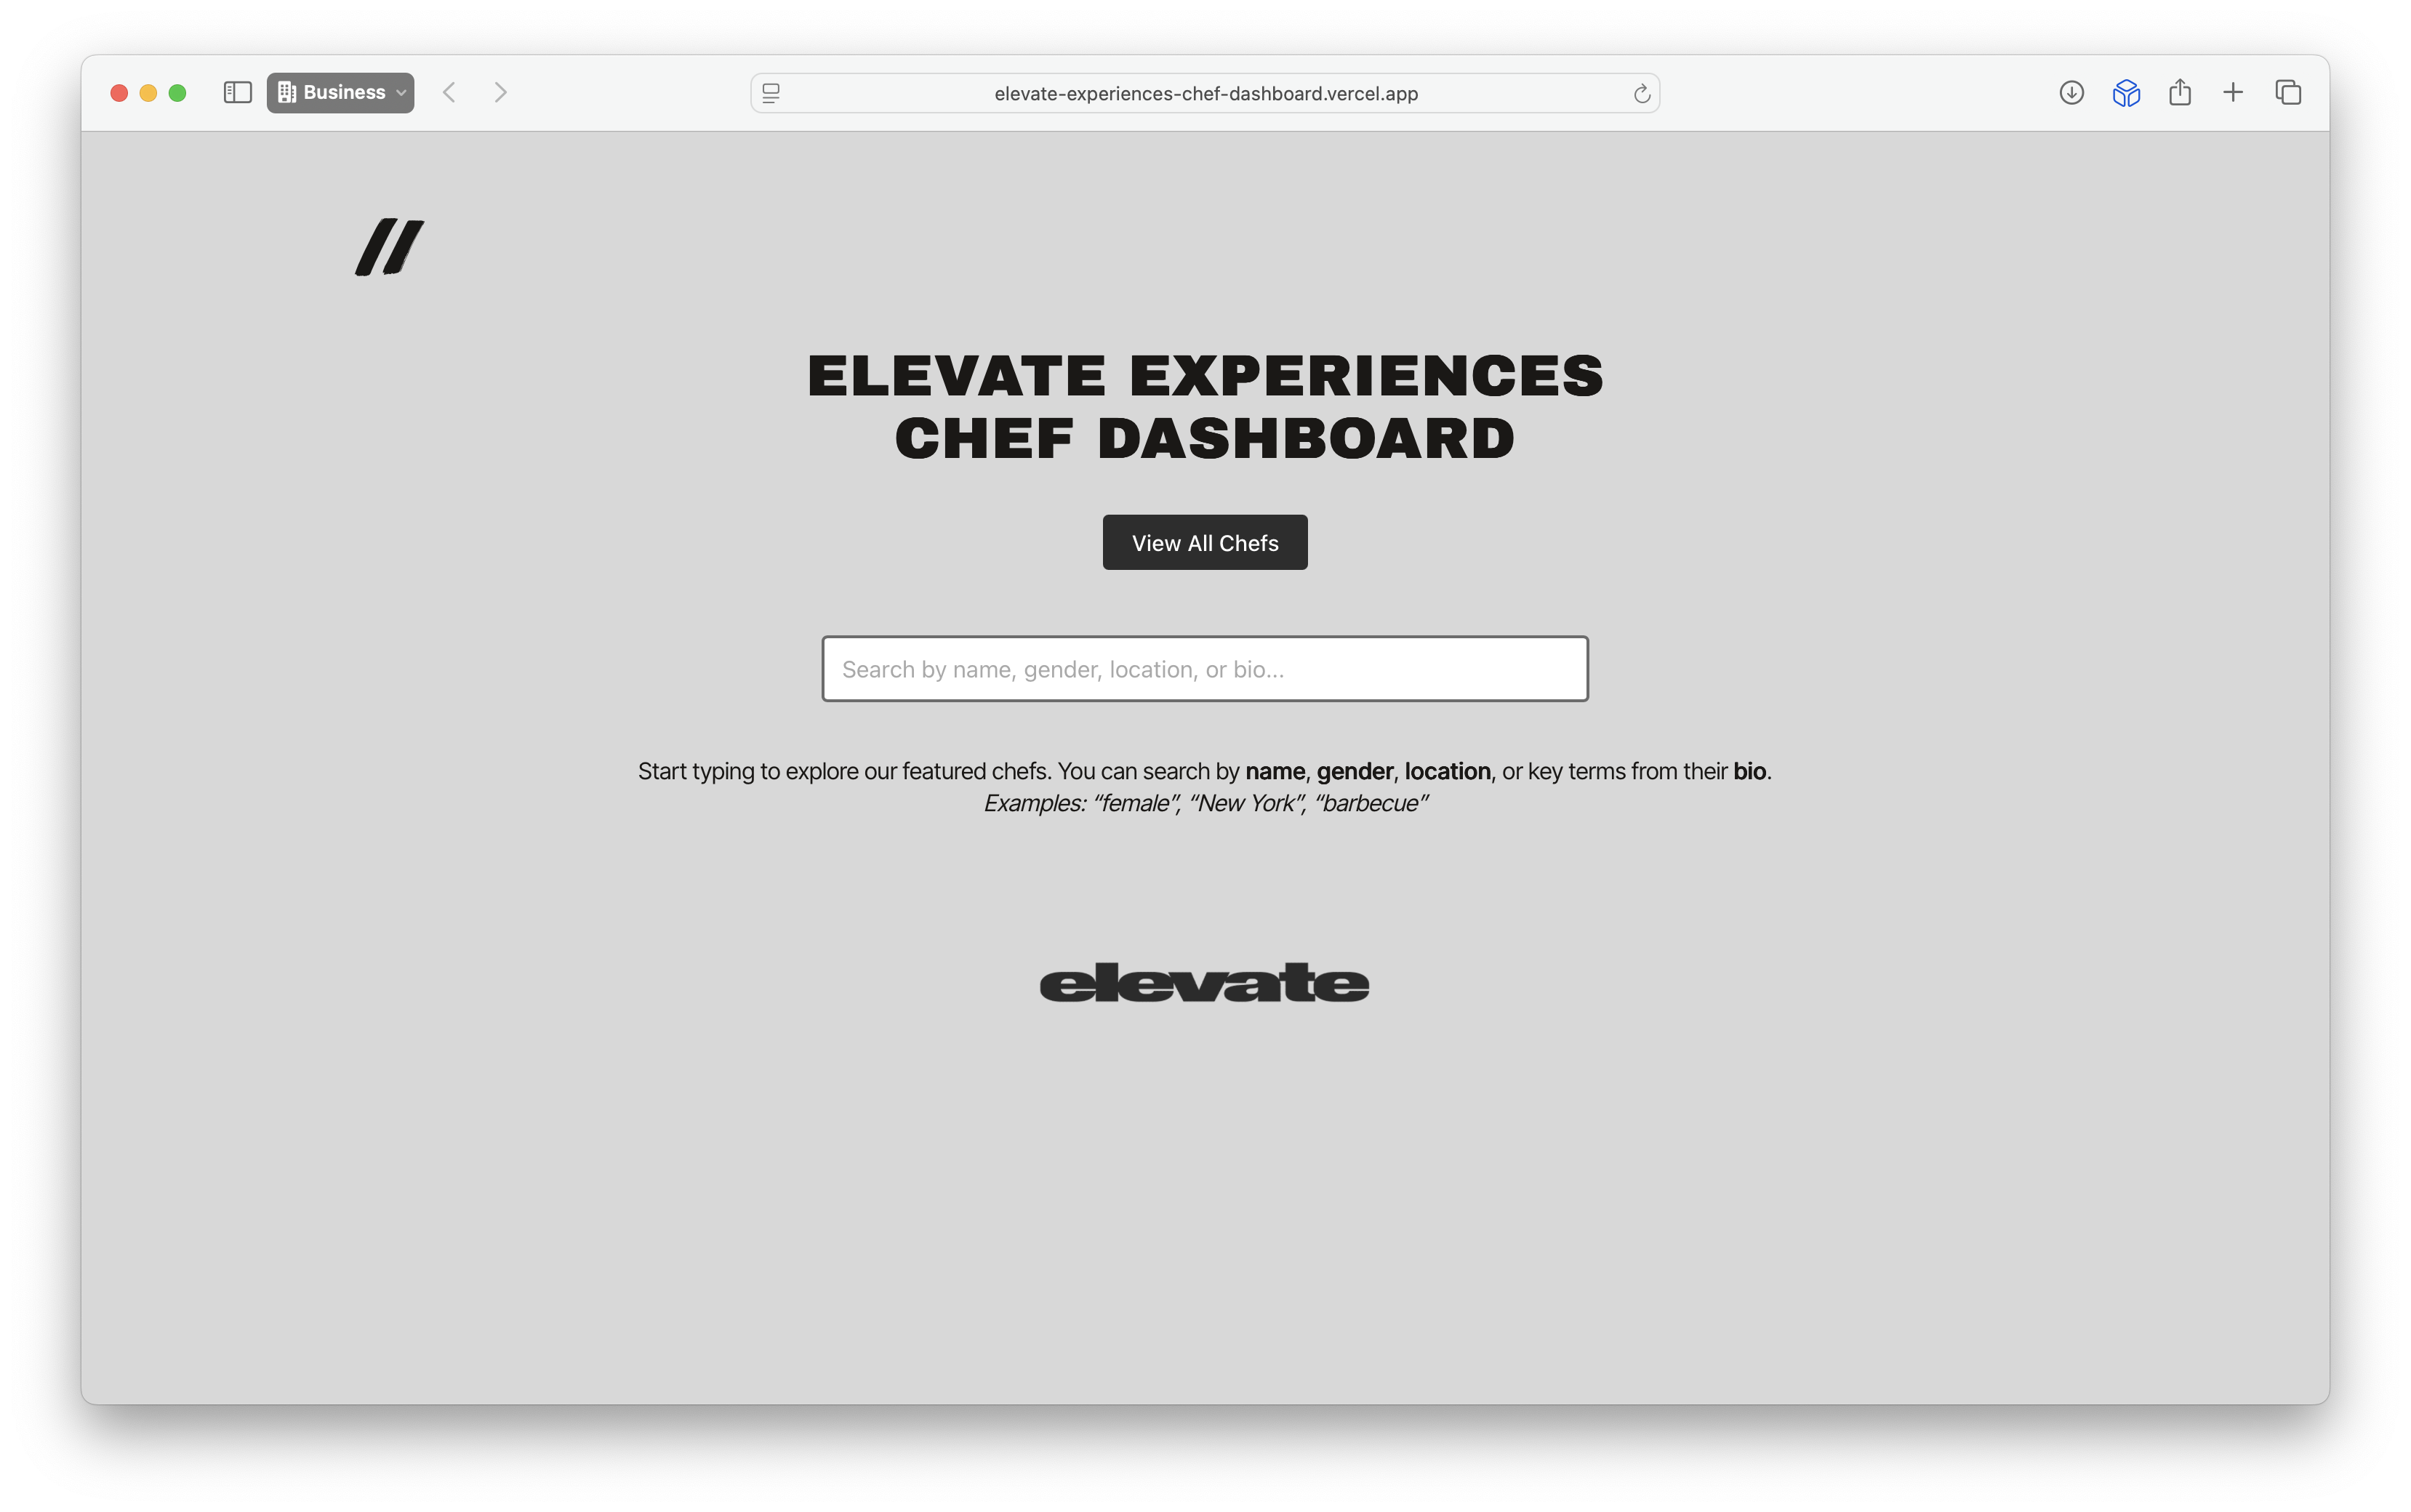 Business
elevate-experiences-chef-dashboard.vercel.app
//
ELEVATE EXPERIENCES
CHEF DASHBOARD
View All Chefs
Search by name, gender, location, or bio...
Start typing to explore our featured chefs. You can search by name, gender, location, or key terms from their bio.
Examples: “female”, “New York”, “barbecue”
elevate